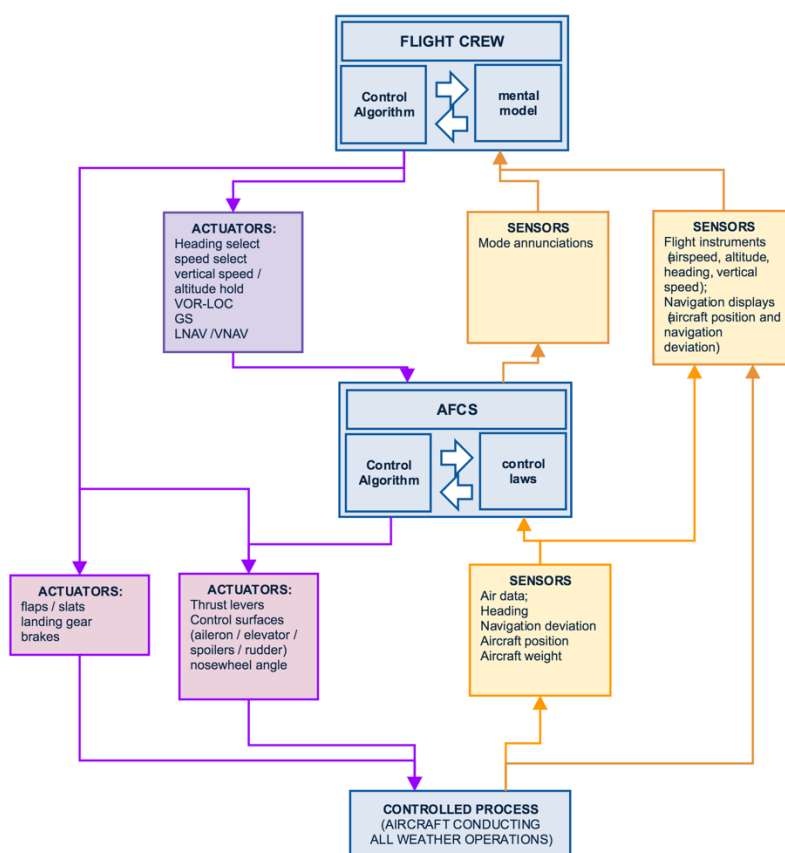 FLIGHT CREW
Control
Algorithm
mental
model
ACTUATORS:
Heading select
speed select
vertical speed /
altitude hold
VOR-LOC
GS
LNAV /VNAV
SENSORS
Mode annunciations
SENSORS
Flight instruments
(airspeed, altitude,
heading, vertical
speed);
Navigation displays
(aircraft position and
navigation
deviation)
AFCS
Control
Algorithm
control
laws
ACTUATORS:
flaps / slats
landing gear
brakes
ACTUATORS:
Thrust levers
Control surfaces
(aileron / elevator /
spoilers / rudder)
nosewheel angle
SENSORS
Air data;
Heading
Navigation deviation
Aircraft position
Aircraft weight
CONTROLLED PROCESS
(AIRCRAFT CONDUCTING
ALL WEATHER OPERATIONS)